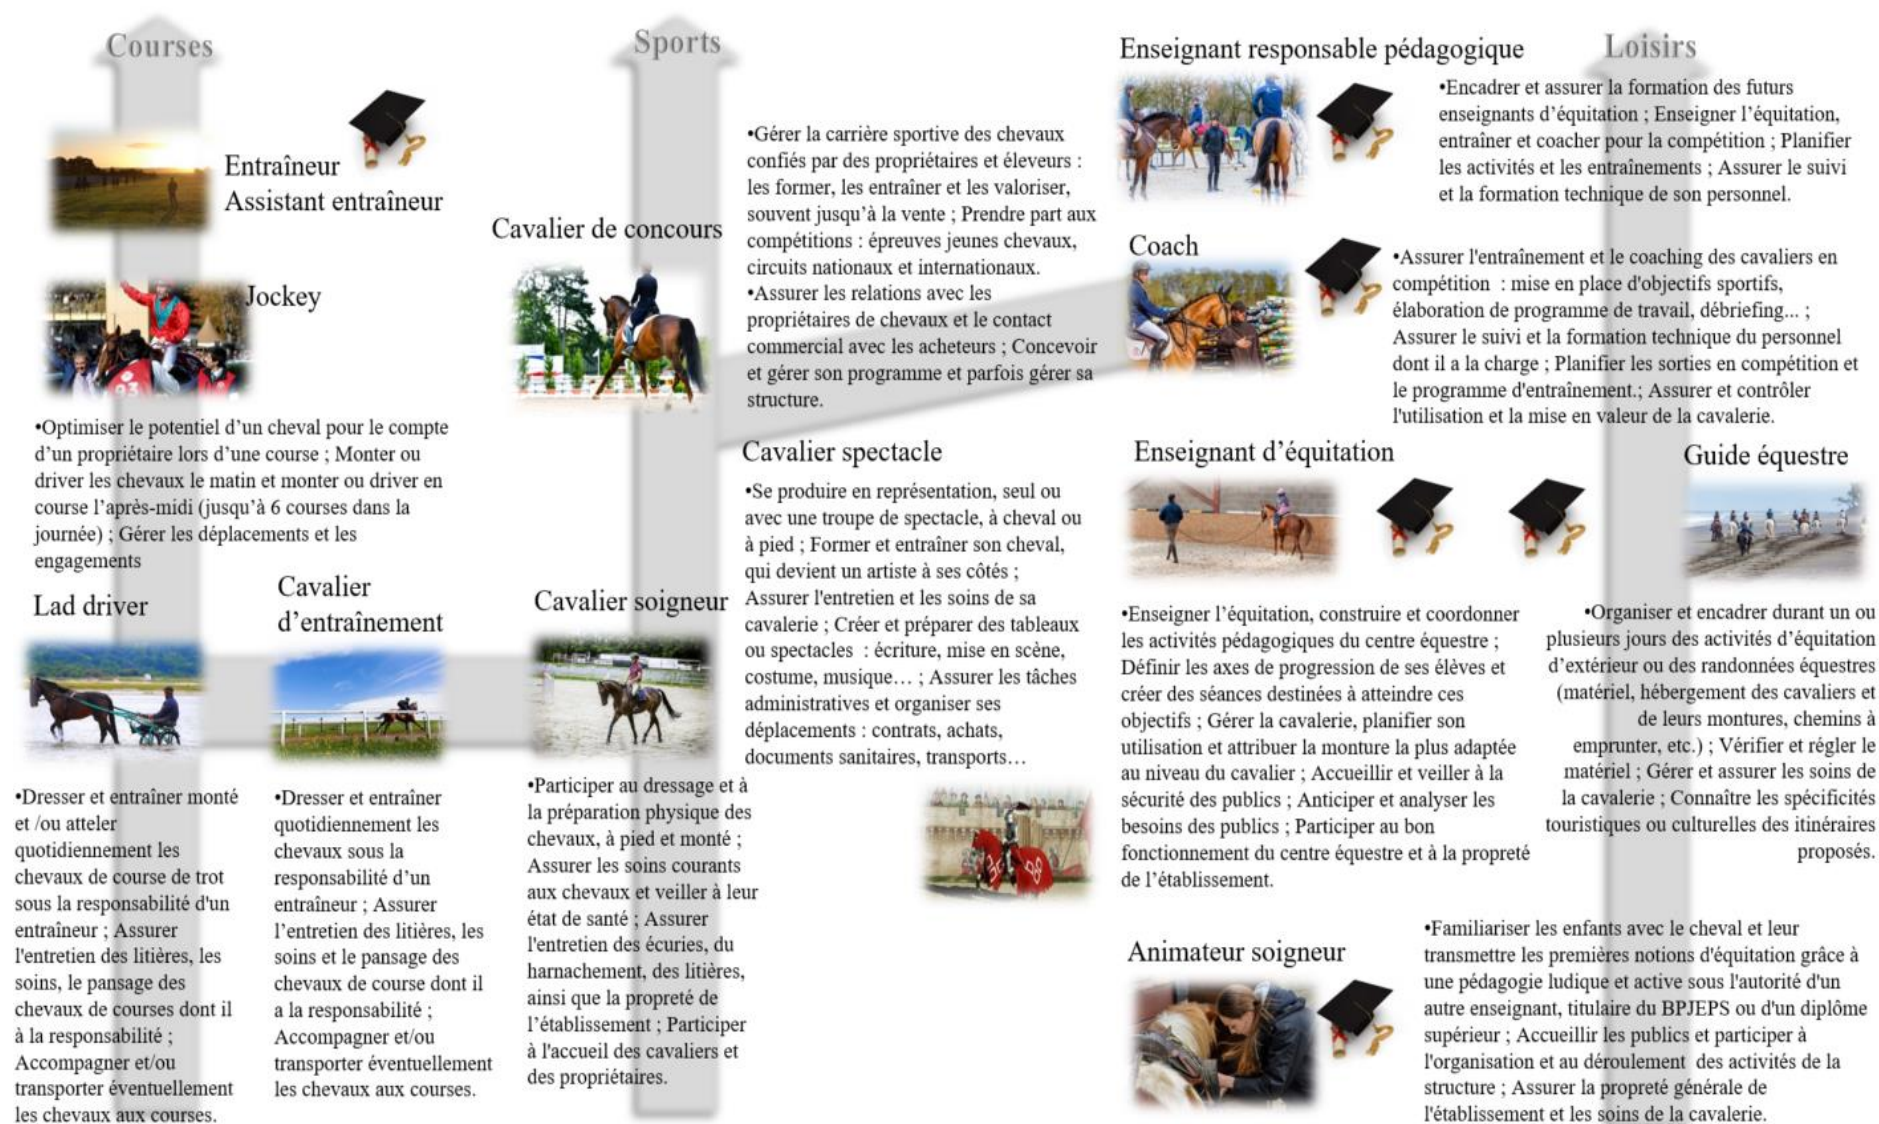 Courses
Entraîneur
Assistant entraîneur
Jockey
93
•Optimiser le potentiel d’un cheval pour le compte
d’un propriétaire lors d’une course ; Monter ou
driver les chevaux le matin et monter ou driver en
course l’après-midi (jusqu’à 6 courses dans la
journée) ; Gérer les déplacements et les
engagements
Lad driver
•Dresser et entraîner monté
et /ou atteler
quotidiennement les
chevaux de course de trot
sous la responsabilité d'un
entraîneur ; Assurer
l'entretien des litières, les
soins, le pansage des
chevaux de courses dont il
à la responsabilité ;
Accompagner et/ou
transporter éventuellement
les chevaux aux courses.
Cavalier
d’entraînement
•Dresser et entraîner
quotidiennement les
chevaux sous la
responsabilité d’un
entraîneur ; Assurer
l’entretien des litières, les
soins et le pansage des
chevaux de course dont il
a la responsabilité ;
Accompagner et/ou
transporter éventuellement
les chevaux aux courses.
Sports
Cavalier de concours
•Gérer la carrière sportive des chevaux
confiés par des propriétaires et éleveurs :
les former, les entraîner et les valoriser,
souvent jusqu’à la vente ; Prendre part aux
compétitions : épreuves jeunes chevaux,
circuits nationaux et internationaux.
•Assurer les relations avec les
propriétaires de chevaux et le contact
commercial avec les acheteurs ; Concevoir
et gérer son programme et parfois gérer sa
structure.
Cavalier soigneur
•Participer au dressage et à
la préparation physique des
chevaux, à pied et monté ;
Assurer les soins courants
aux chevaux et veiller à leur
état de santé ; Assurer
l'entretien des écuries, du
harnachement, des litières,
ainsi que la propreté de
l’établissement ; Participer
à l'accueil des cavaliers et
des propriétaires.
Cavalier spectacle
•Se produire en représentation, seul ou
avec une troupe de spectacle, à cheval ou
à pied ; Former et entraîner son cheval,
qui devient un artiste à ses côtés ;
Assurer l'entretien et les soins de sa
cavalerie ; Créer et préparer des tableaux
ou spectacles  : écriture, mise en scène,
costume, musique… ; Assurer les tâches
administratives et organiser ses
déplacements : contrats, achats,
documents sanitaires, transports…
Loisirs
Enseignant responsable pédagogique
•Encadrer et assurer la formation des futurs
enseignants d’équitation ; Enseigner l’équitation,
entraîner et coacher pour la compétition ; Planifier
les activités et les entraînements ; Assurer le suivi
et la formation technique de son personnel.
Coach
•Assurer l'entraînement et le coaching des cavaliers en
compétition  : mise en place d'objectifs sportifs,
élaboration de programme de travail, débriefing... ;
Assurer le suivi et la formation technique du personnel
dont il a la charge ; Planifier les sorties en compétition et
le programme d'entraînement.; Assurer et contrôler
l'utilisation et la mise en valeur de la cavalerie.
Enseignant d’équitation
•Enseigner l’équitation, construire et coordonner
les activités pédagogiques du centre équestre ;
Définir les axes de progression de ses élèves et
créer des séances destinées à atteindre ces
objectifs ; Gérer la cavalerie, planifier son
utilisation et attribuer la monture la plus adaptée
au niveau du cavalier ; Accueillir et veiller à la
sécurité des publics ; Anticiper et analyser les
besoins des publics ; Participer au bon
fonctionnement du centre équestre et à la propreté
de l’établissement.
Guide équestre
•Organiser et encadrer durant un ou
plusieurs jours des activités d’équitation
d’extérieur ou des randonnées équestres
(matériel, hébergement des cavaliers et
de leurs montures, chemins à
emprunter, etc.) ; Vérifier et régler le
matériel ; Gérer et assurer les soins de
la cavalerie ; Connaître les spécificités
touristiques ou culturelles des itinéraires
proposés.
Animateur soigneur
•Familiariser les enfants avec le cheval et leur
transmettre les premières notions d'équitation grâce à
une pédagogie ludique et active sous l'autorité d'un
autre enseignant, titulaire du BPJEPS ou d'un diplôme
supérieur ; Accueillir les publics et participer à
l'organisation et au déroulement  des activités de la
structure ; Assurer la propreté générale de
l'établissement et les soins de la cavalerie.